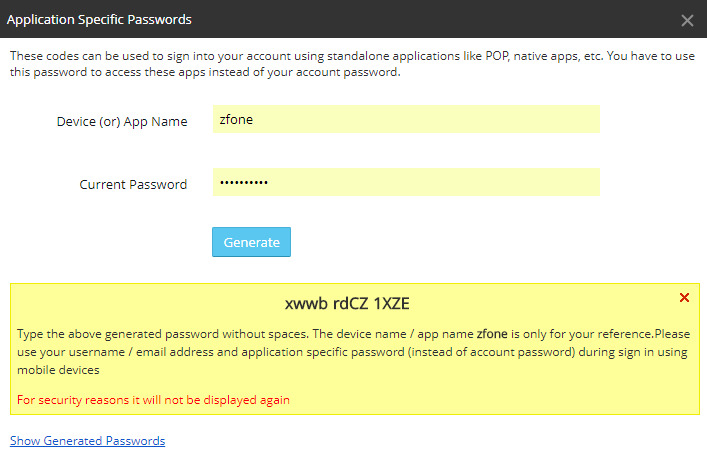 Application Specific Passwords
These codes can be used to sign into your account using standalone applications like POP, native apps, etc. You have to use
this password to access these apps instead of your account password.
Device (or) App Name
zfone
Current Password
••••••••••
Generate
xwwb rdCZ 1XZE
Type the above generated password without spaces. The device name / app name zfone is only for your reference.Please
use your username / email address and application specific password (instead of account password) during sign in using
mobile devices
For security reasons it will not be displayed again
Show Generated Passwords